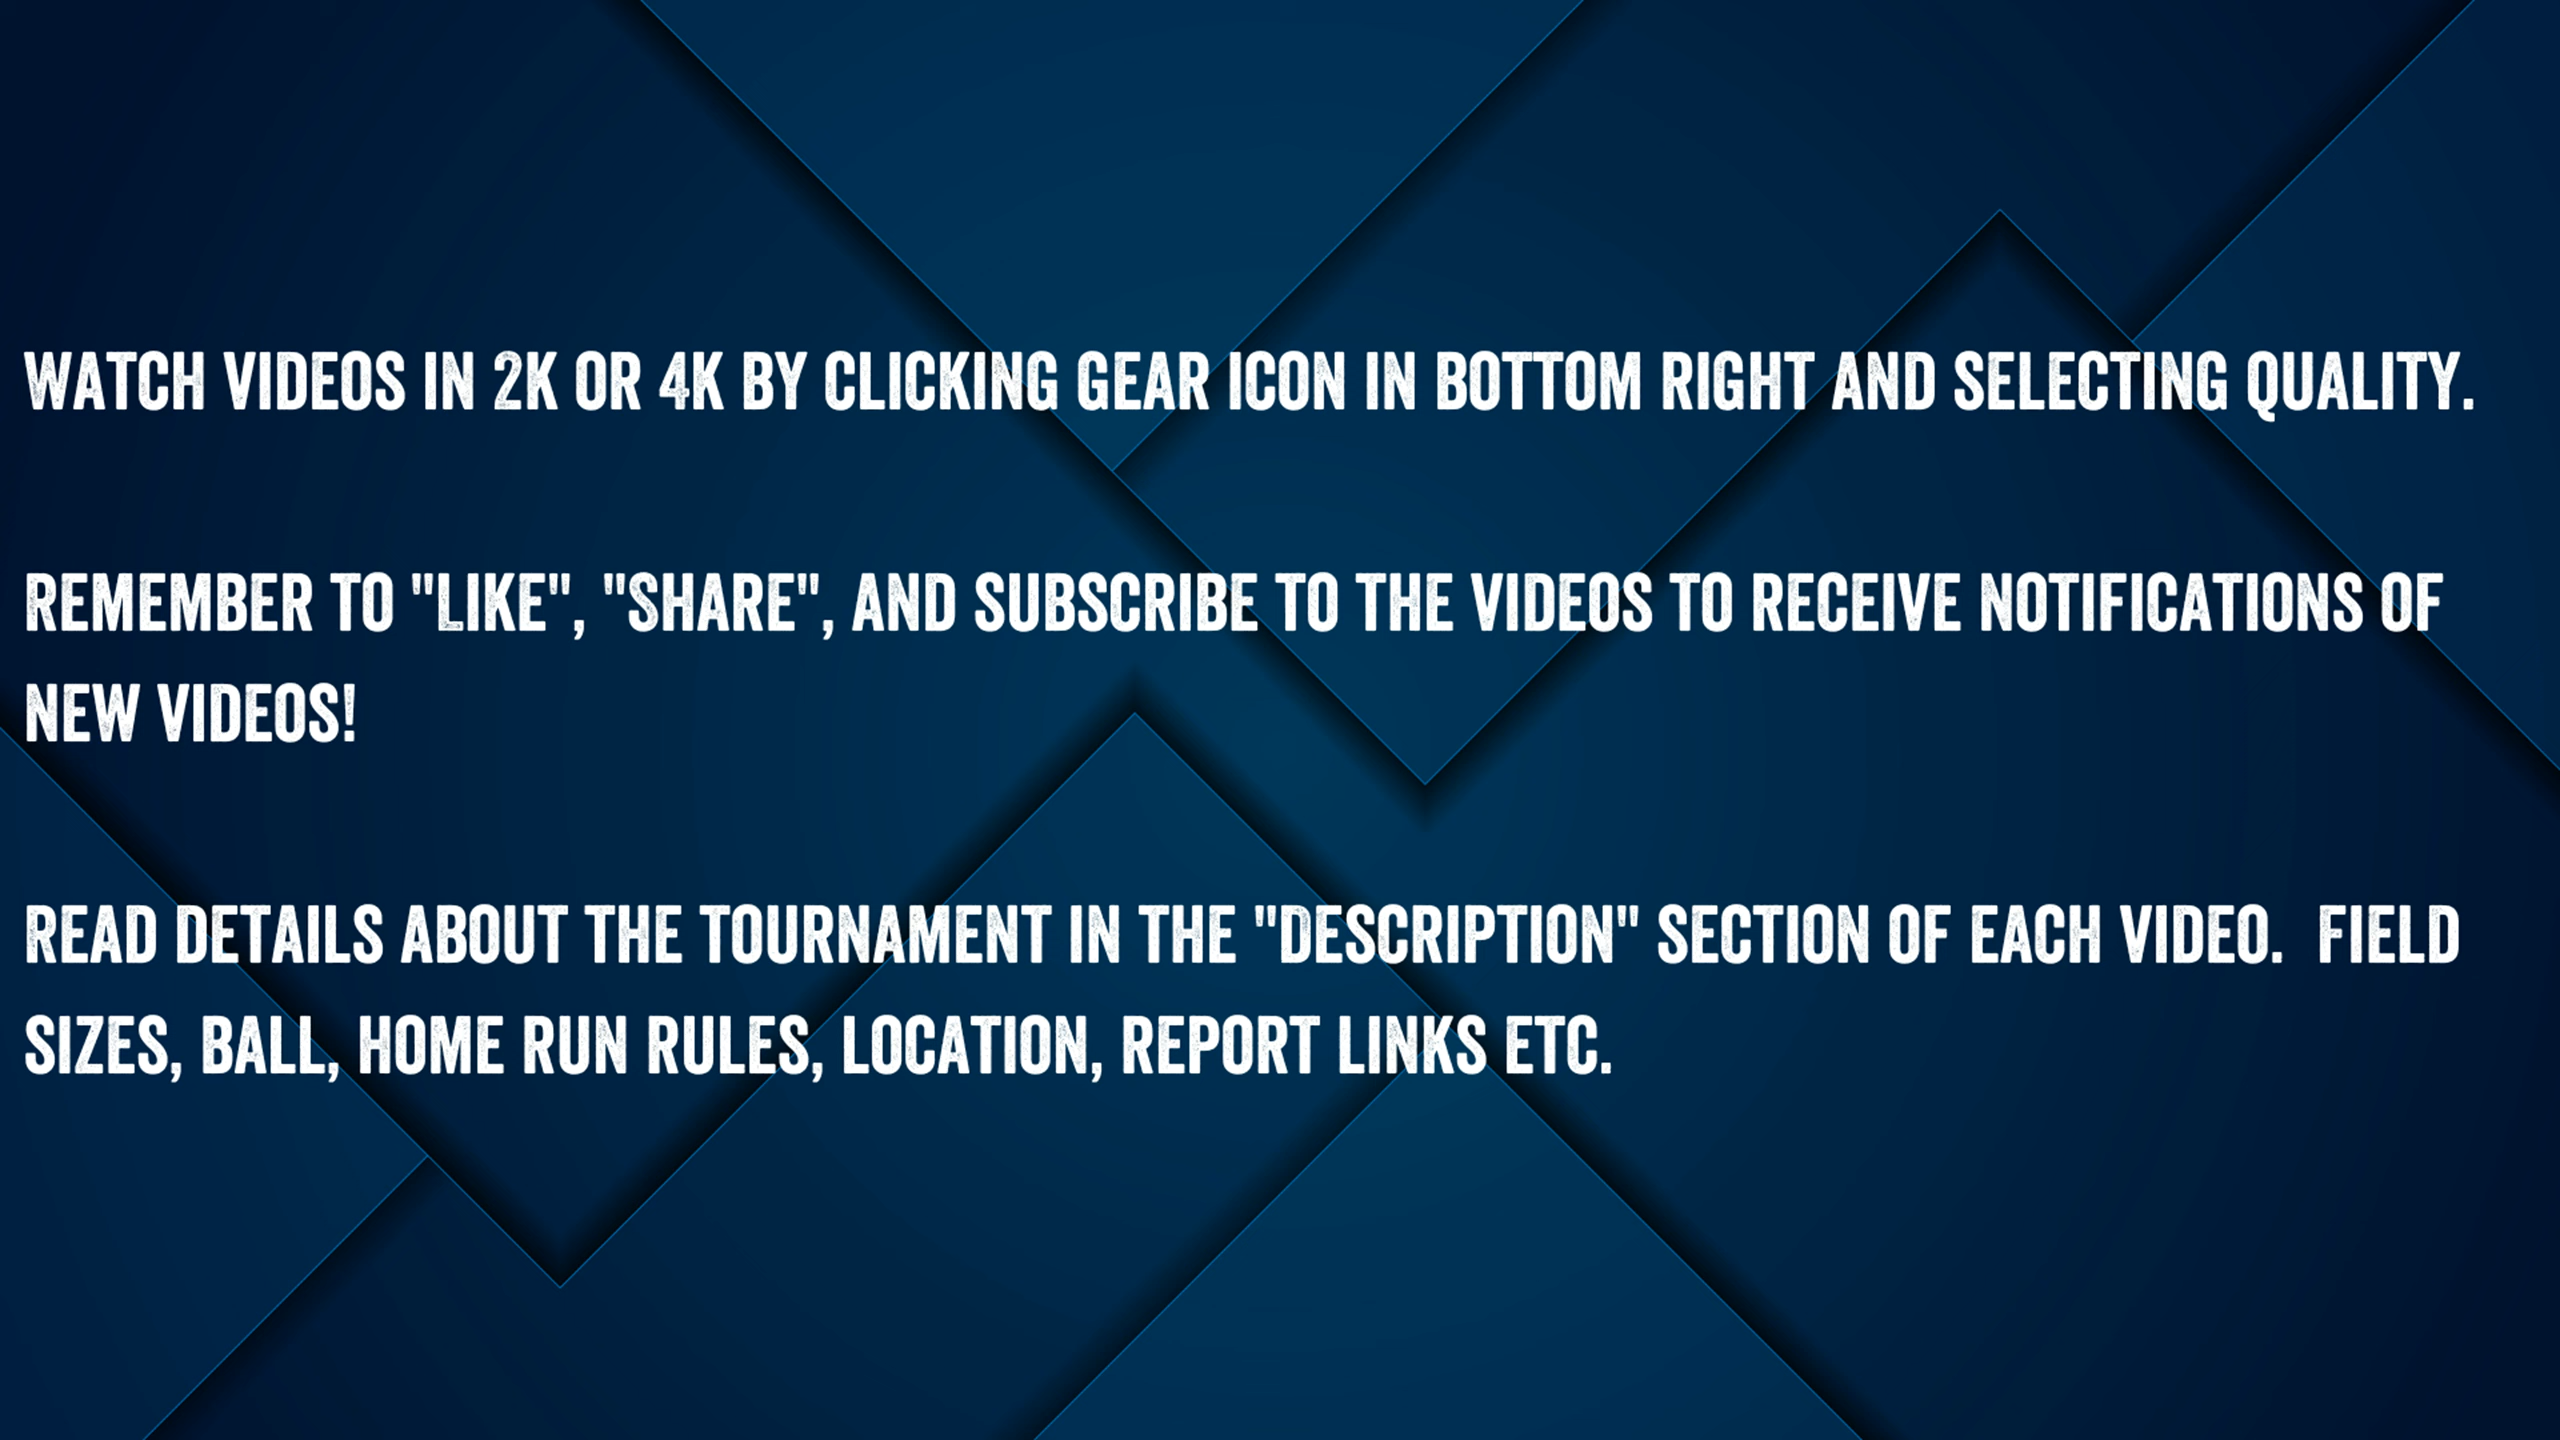 WATCH VIDEOS IN 2K OR 4K BY CLICKING GEAR ICON IN BOTTOM RIGHT AND SELECTING QUALITY.
REMEMBER TO "LIKE", "SHARE", AND SUBSCRIBE TO THE VIDEOS TO RECEIVE NOTIFICATIONS OF
NEW VIDEOS!
READ DETAILS ABOUT THE TOURNAMENT IN THE "DESCRIPTION" SECTION OF EACH VIDEO.  FIELD
SIZES, BALL, HOME RUN RULES, LOCATION, REPORT LINKS ETC.